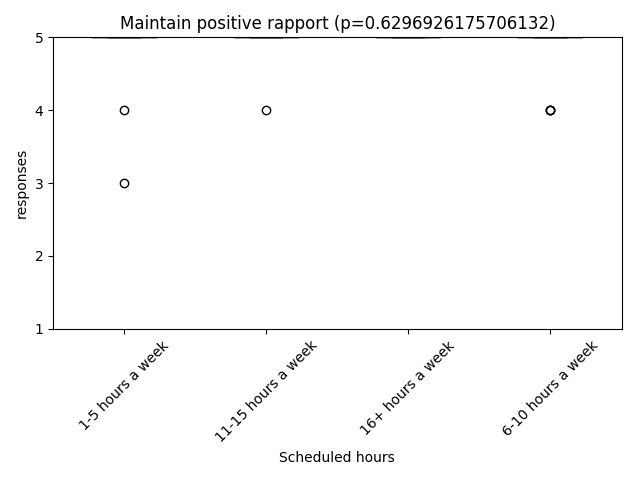 Maintain positive rapport (p=0.6296926175706132)
responses
5
4
3
2
1
1-5 hours a week
11-15 hours a week
16+ hours a week
6-10 hours a week
Scheduled hours